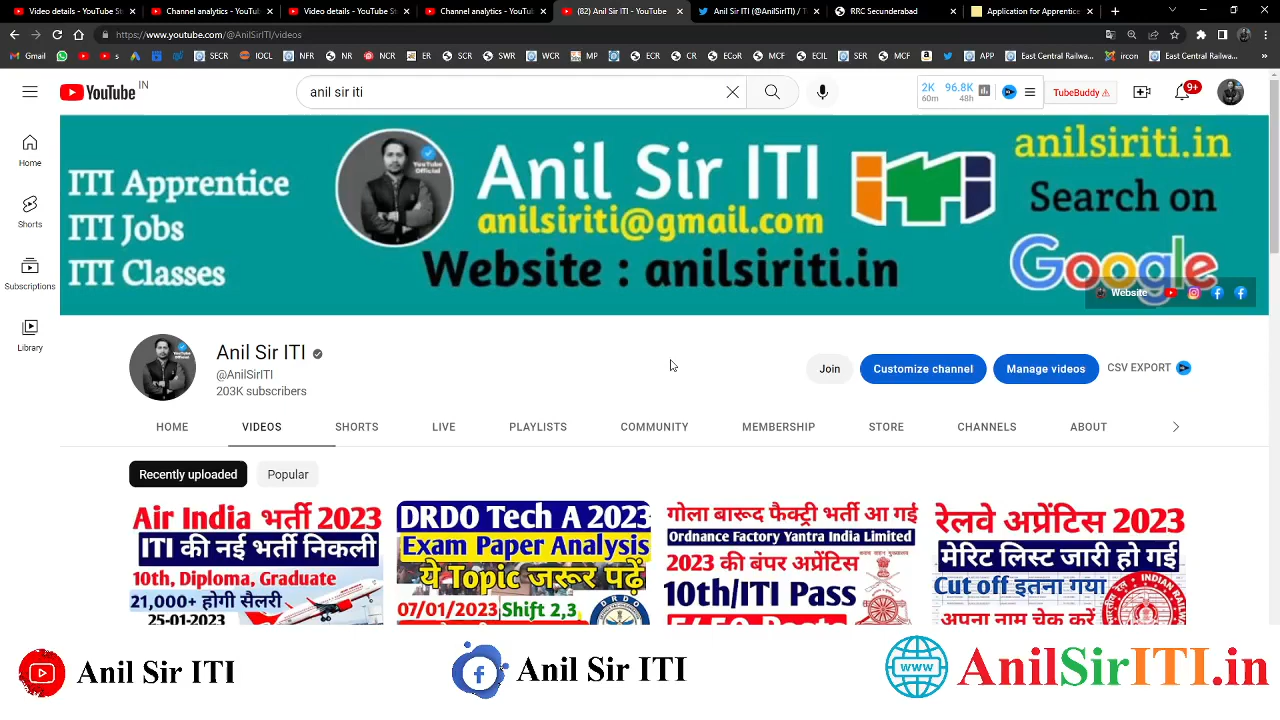 Video details - YouTube St
Channel analytics - YouTub
Video details - YouTube St
Channel analytics - YouTub
(82) Anil Sir ITI - YouTube
Anil Sir ITI (@AnilSirITI) / T
RRC Secunderabad
Application for Apprentice
https://www.youtube.com/@AnilSirITI/videos
Gmail
s
SECR
IOCL
NFR
NR
NCR
ER
SCR
SWR
WCR
MP
ECR
CR
ECoR
MCF
ECIL
SER
MCF
APP
East Central Railwa...
ircon
East Central Railwa...
YouTube IN
anil sir iti
2K 96.8K
60m 48h
TubeBuddy
9+
Home
Shorts
Subscriptions
Library
ITI Apprentice
ITI Jobs
ITI Classes
YouTube
Official
Anil Sir ITI
anilsiriti@gmail.com
Website : anilsiriti.in
iTi
anilsiriti.in
Search on
Google
Website
Anil Sir ITI
@AnilSirITI
203K subscribers
Join
Customize channel
Manage videos
CSV EXPORT
HOME
VIDEOS
SHORTS
LIVE
PLAYLISTS
COMMUNITY
MEMBERSHIP
STORE
CHANNELS
ABOUT
Recently uploaded
Popular
Air India भर्ती 2023
ITI की नई भर्ती निकली
10th, Diploma, Graduate
21,000+ होगी सैलरी
25-01-2023
DRDO Tech A 2023
Exam Paper Analysis
ये Topic जरूर पढ़ें
07/01/2023 Shift 2,3
गोला बारूद फैक्ट्री भर्ती आ गई
Ordnance Factory Yantra India Limited
2023 की बंपर अप्रेंटिस
10th/ITI Pass
रेलवे अप्रेंटिस 2023
मेरिट लिस्ट जारी हो गई
Cut off इतना गया
अपना नाम चेक करें
INDIAN
Anil Sir ITI
Anil Sir ITI
WWW
AnilSirITI.in